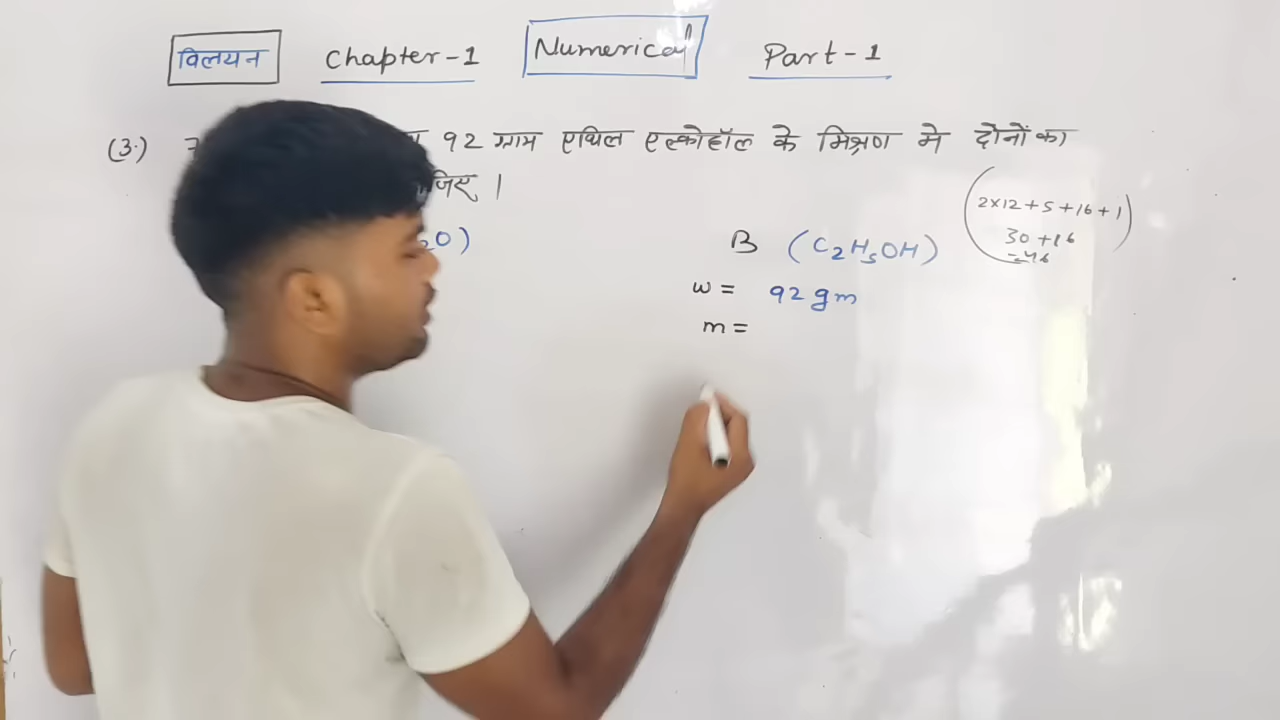 विलयन Chapter-1 Numerical Part-1
(3.) 92 ग्राम एथिल एल्कोहॉल के मिश्रण मे दोनों का
जिए ।
2×12+5+16+1
30+16
=46
2O) B (C2H5OH)
w = 92 gm
m =